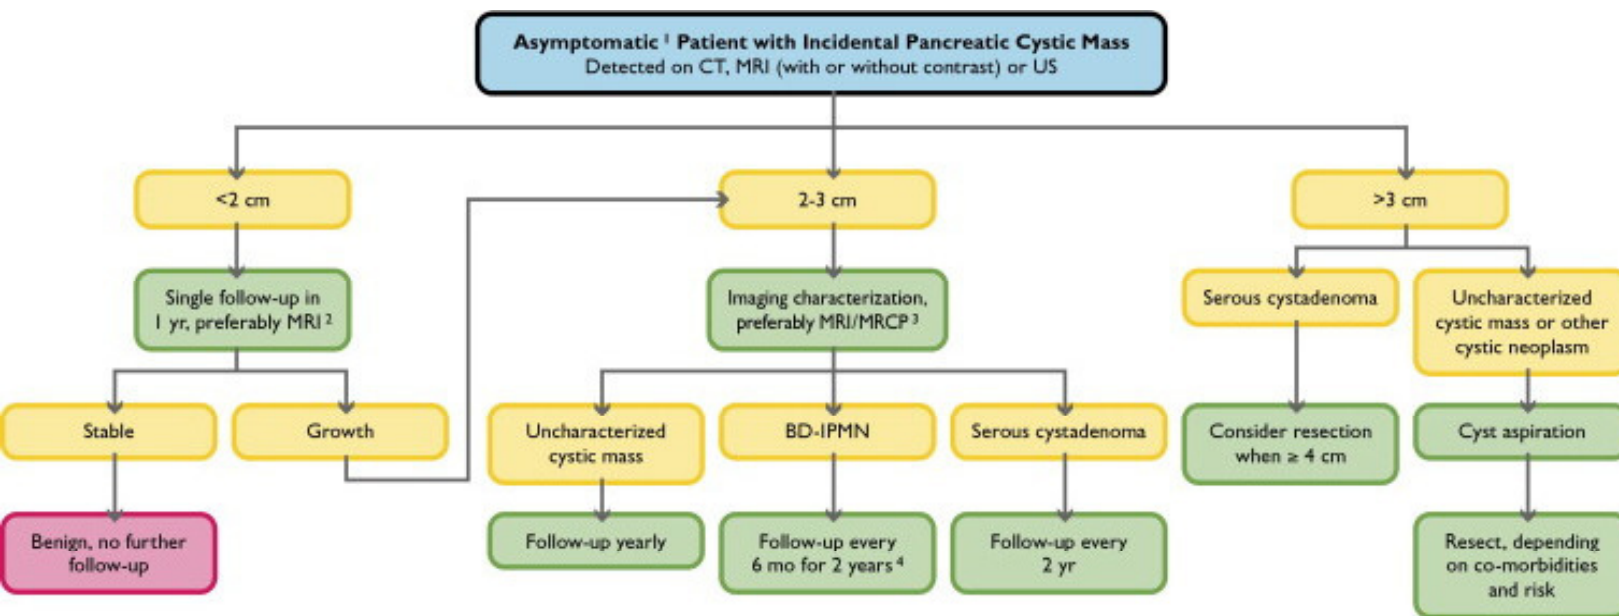 Asymptomatic ¹ Patient with Incidental Pancreatic Cystic Mass
Detected on CT, MRI (with or without contrast) or US
<2 cm
2-3 cm
>3 cm
Single follow-up in
1 yr, preferably MRI ²
Imaging characterization,
preferably MRI/MRCP ³
Serous cystadenoma
Uncharacterized
cystic mass or other
cystic neoplasm
Stable
Growth
Uncharacterized
cystic mass
BD-IPMN
Serous cystadenoma
Consider resection
when ≥ 4 cm
Cyst aspiration
Benign, no further
follow-up
Follow-up yearly
Follow-up every
6 mo for 2 years ⁴
Follow-up every
2 yr
Resect, depending
on co-morbidities
and risk